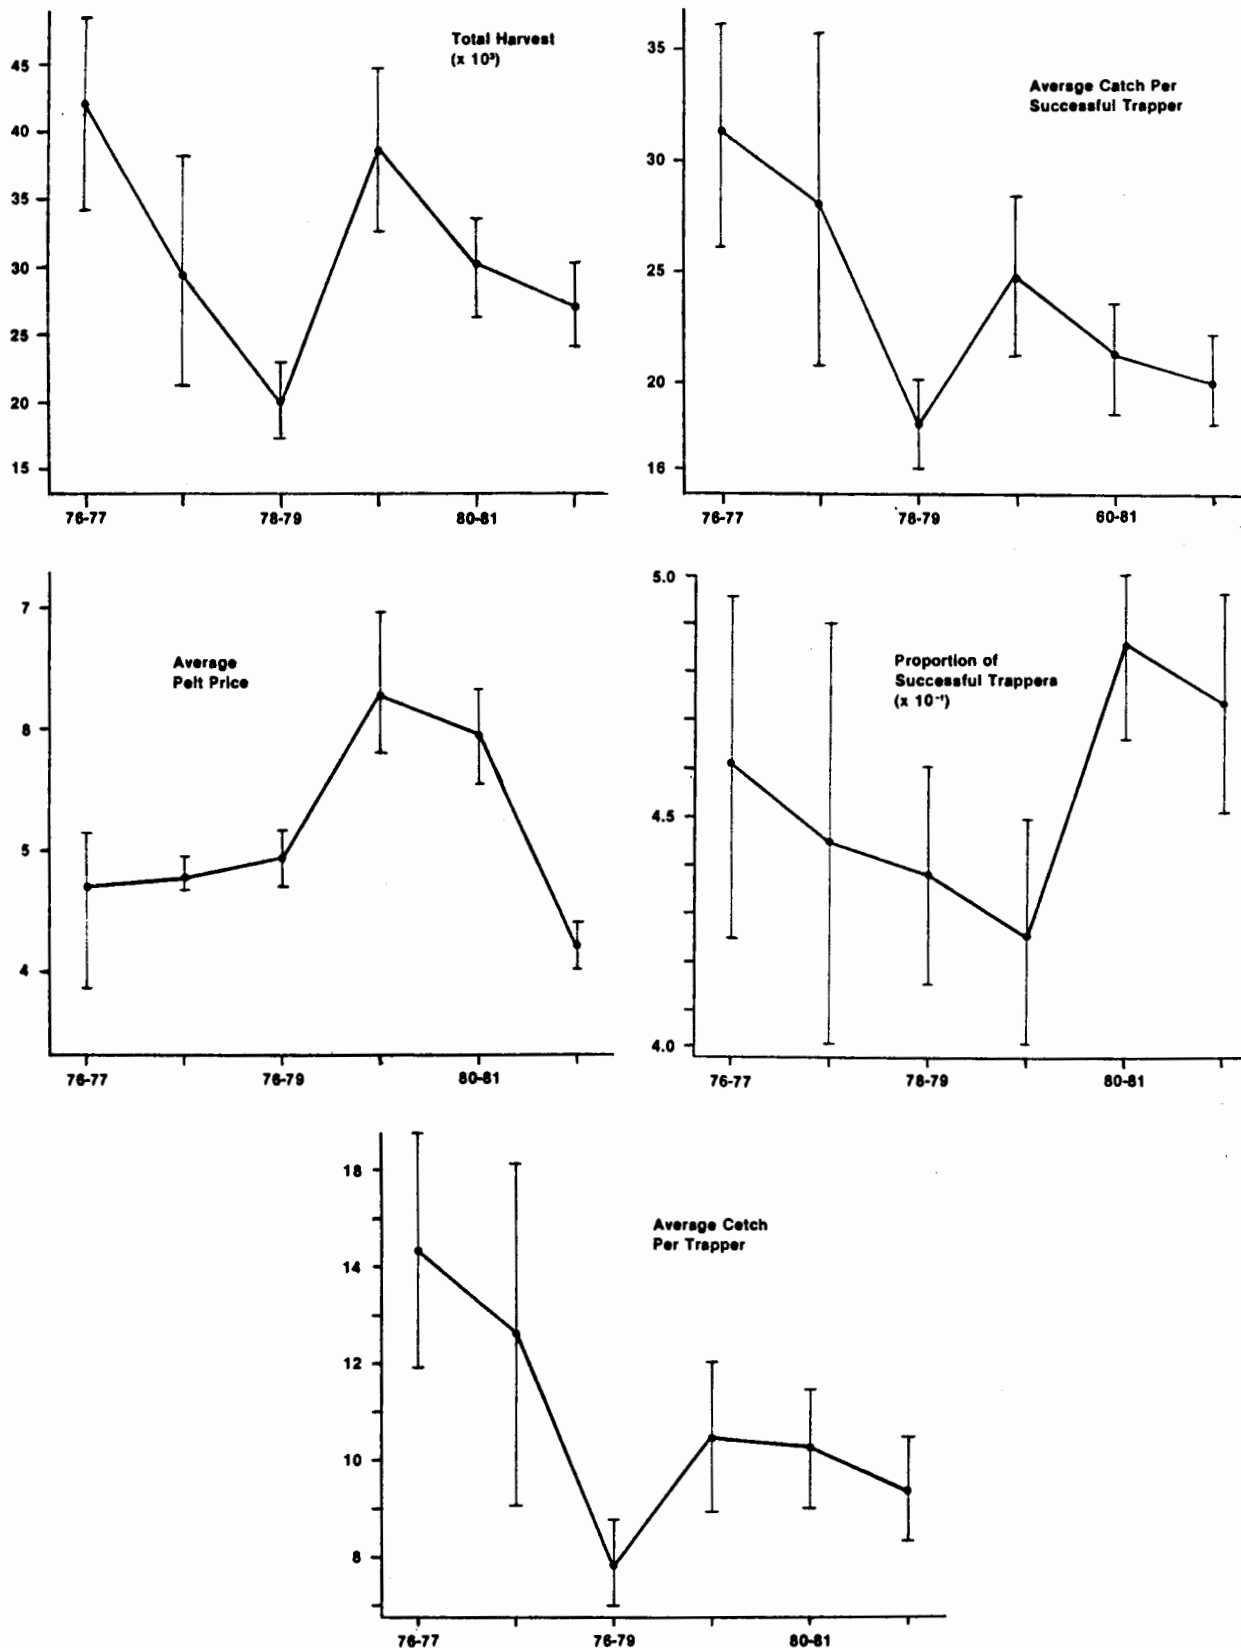 Total Harvest
(x 10³)
45
40
35
30
25
20
15
76-77 78-79 80-81
Average Catch Per
Successful Trapper
35
30
25
20
16
76-77 78-79 60-81
Average
Pelt Price
7
8
5
4
76-77 76-79 80-81
Proportion of
Successful Trappers
(x 10⁻¹)
5.0
4.5
4.0
76-77 78-79 80-81
Average Cetch
Per Trapper
18
14
12
10
8
76-77 76-79 80-81